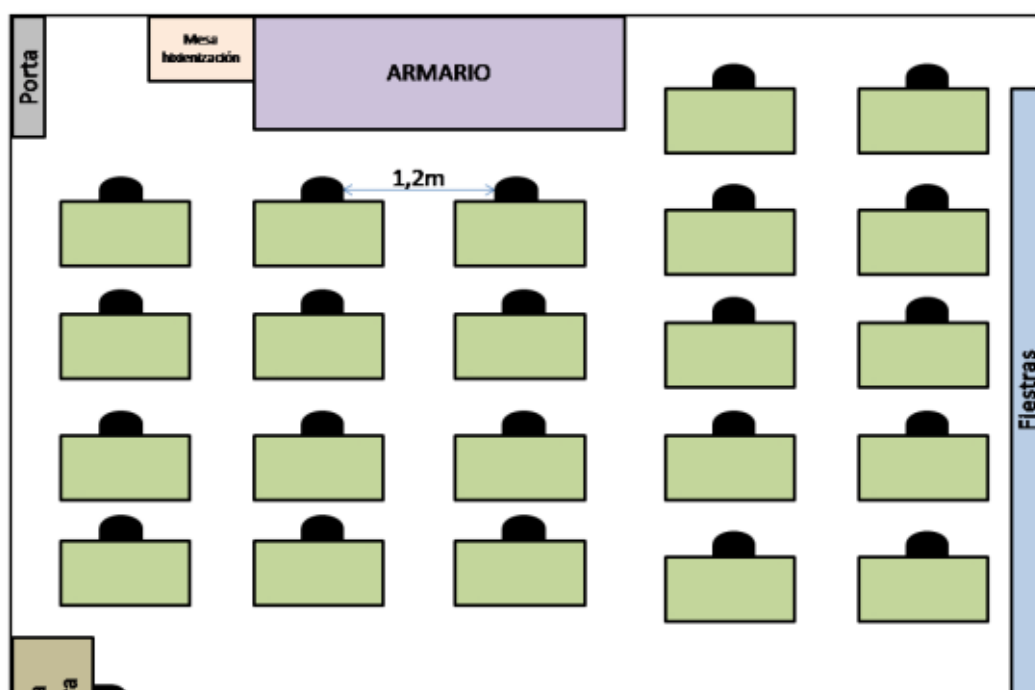 Porta
Mesa
hixienización
ARMARIO
1,2m
Fiestras